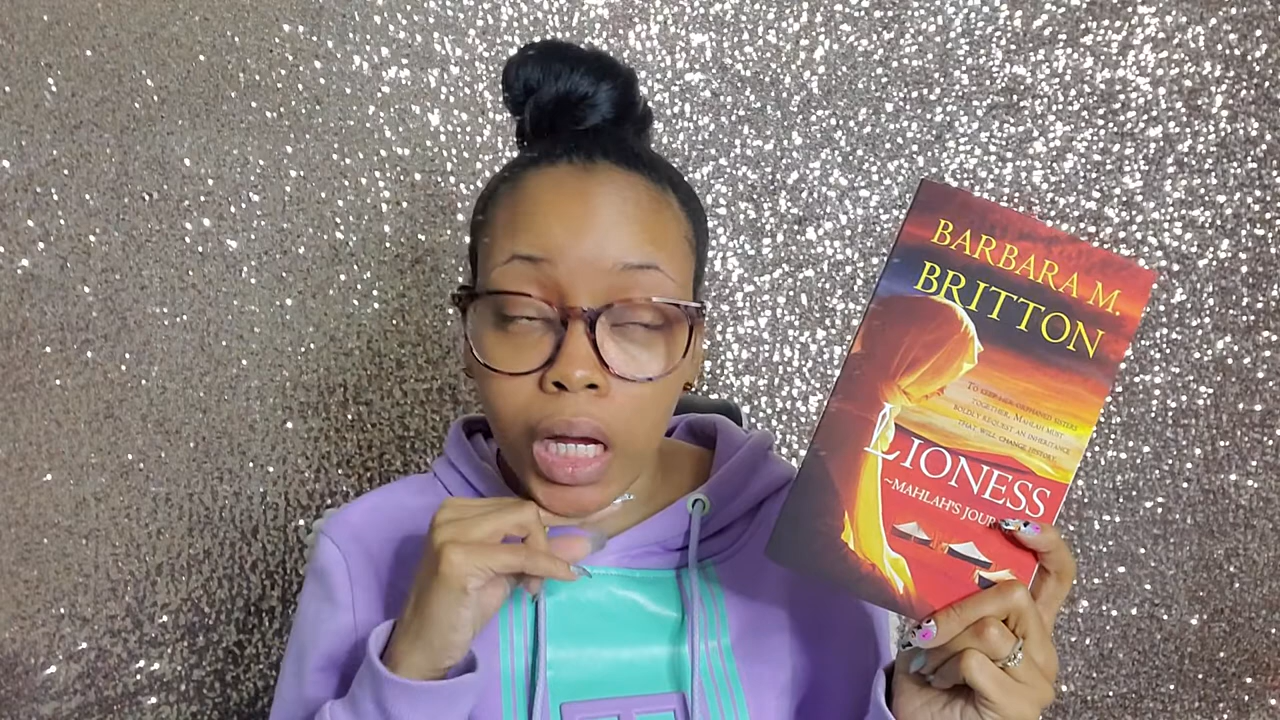 BARBARA M.
BRITTON
TO KEEP HER ORPHANED SISTERS
TOGETHER, MAHLAH MUST
BOLDLY REQUEST AN INHERITANCE
THAT WILL CHANGE HISTORY.
LIONESS
~MAHLAH'S JOUR